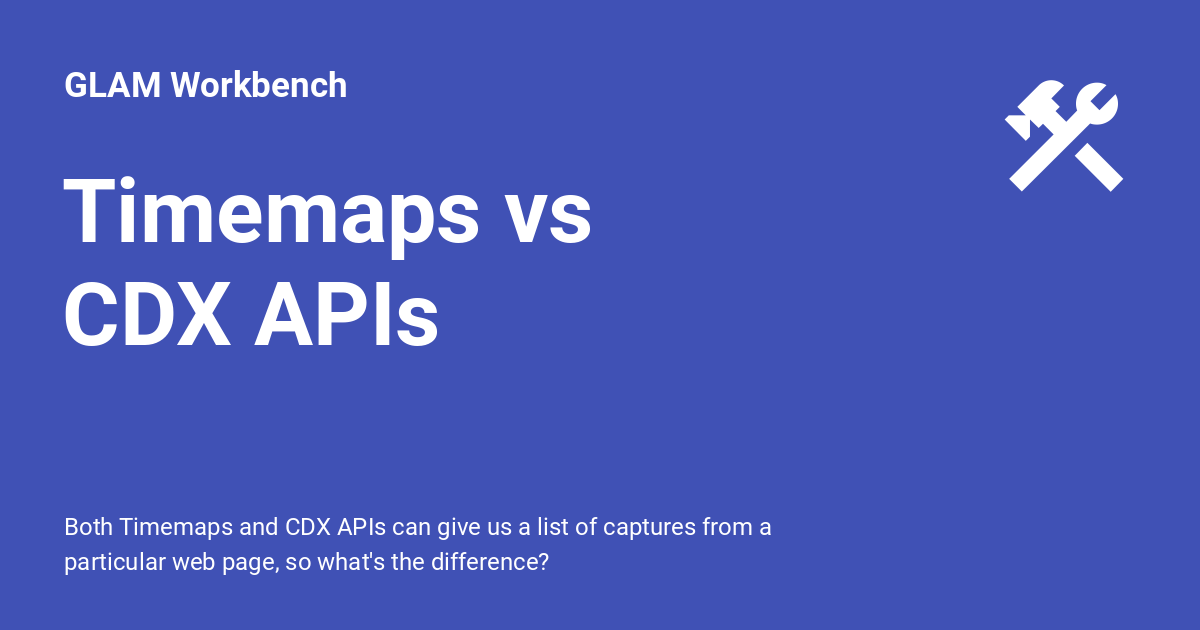 GLAM Workbench
Timemaps vs
CDX APIs
Both Timemaps and CDX APIs can give us a list of captures from a
particular web page, so what's the difference?